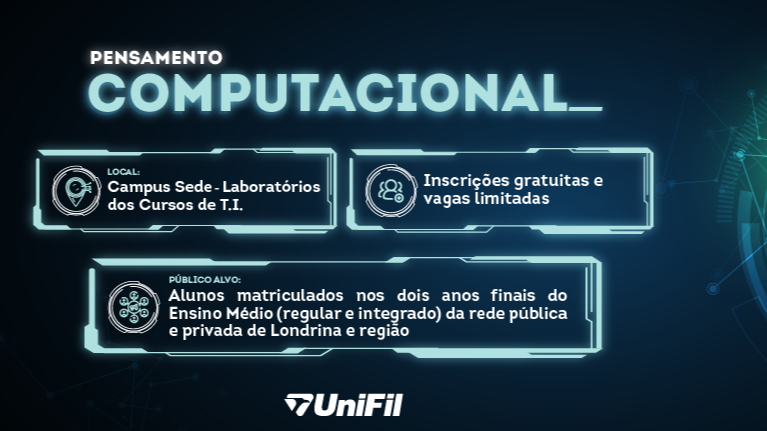 PENSAMENTO
COMPUTACIONAL_
LOCAL:
Campus Sede - Laboratórios
dos Cursos de T.I.
Inscrições gratuitas e
vagas limitadas
PÚBLICO ALVO:
Alunos matriculados nos dois anos finais do
Ensino Médio (regular e integrado) da rede pública
e privada de Londrina e região
UniFil